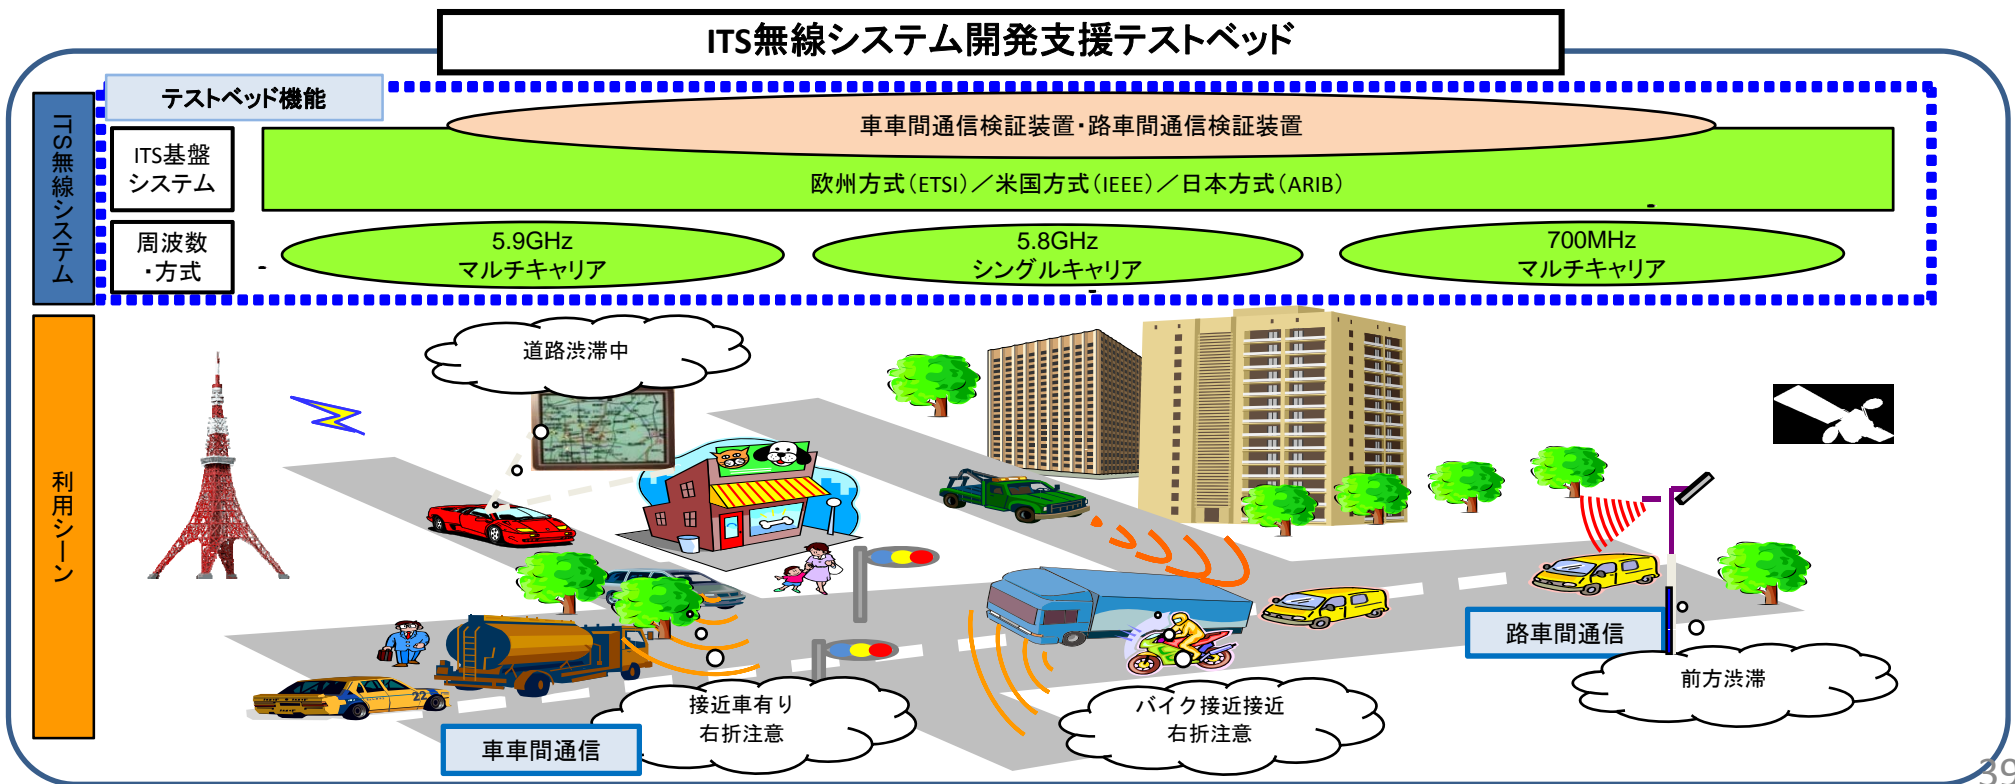 ITS無線システム開発支援テストベッド
テストベッド機能
ITS無線システム
車車間通信検証装置・路車間通信検証装置
ITS基盤
システム
欧州方式(ETSI)／米国方式(IEEE)／日本方式(ARIB)
周波数
・方式
5.9GHz
マルチキャリア
5.8GHz
シングルキャリア
700MHz
マルチキャリア
利用シーン
道路渋滞中
路車間通信
前方渋滞
22
接近車有り
右折注意
バイク接近接近
右折注意
車車間通信
39